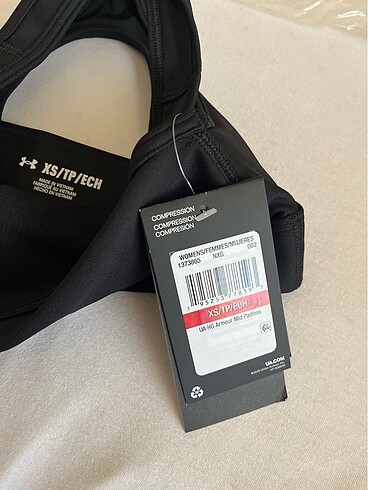 XS/TP/ECH
MADE IN VIETNAM
FABRIQUÉ AU VIETNAM
HECHO EN VIETNAM
COMPRESSION
COMPRESSION
COMPRESIÓN
WOMENS/FEMMES/MUJERES
1373865 NXG 002
XS/TP/ECH
UA HG Armour Mid Padless
UA.COM